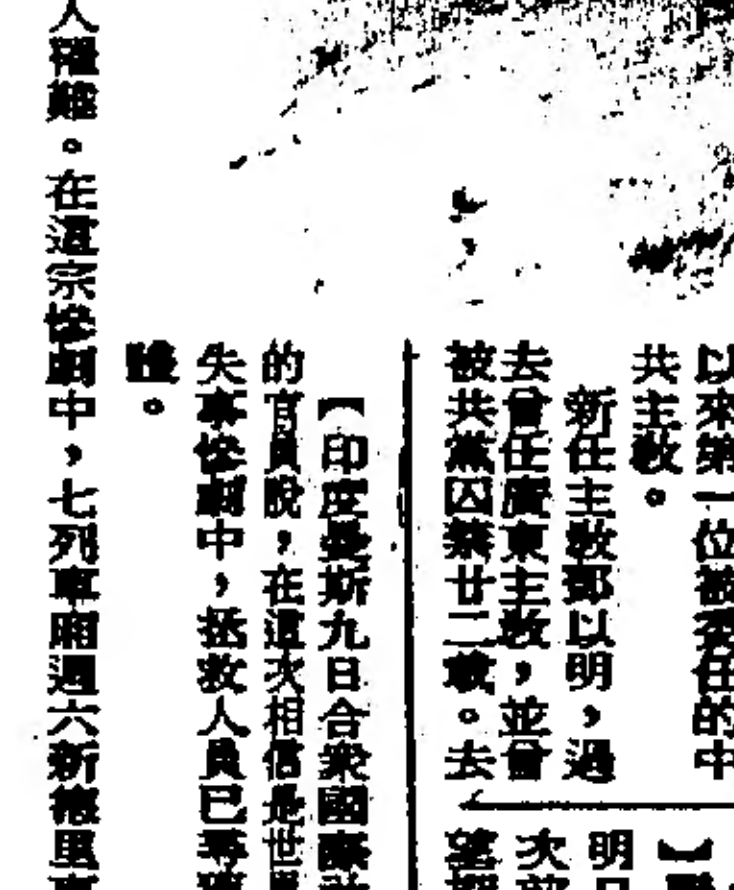 以來第一位被委任的中
共主教。
新任主教鄧以明，過
去曾任廣東主教，並曾
被共黨囚禁廿二載。去
】
明日
次
望
【印度曼斯九日合衆國際社
的官員說，在這次相信是世界
失事慘劇中，拯救人員已尋獲
體。
人罹難。在這宗慘劇中，七列車廂週六新德里